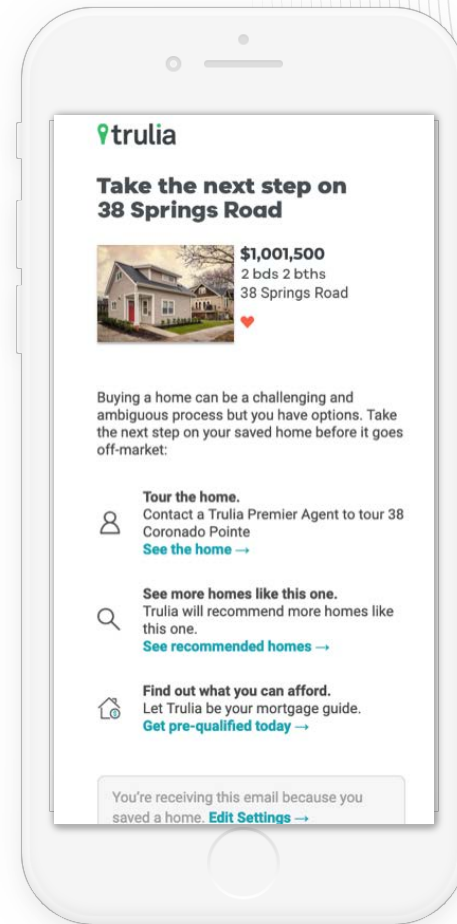 trulia
Take the next step on
38 Springs Road
$1,001,500
2 bds 2 bths
38 Springs Road
Buying a home can be a challenging and
ambiguous process but you have options. Take
the next step on your saved home before it goes
off-market:
Tour the home.
Contact a Trulia Premier Agent to tour 38
Coronado Pointe
See the home →
See more homes like this one.
Trulia will recommend more homes like
this one.
See recommended homes →
Find out what you can afford.
Let Trulia be your mortgage guide.
Get pre-qualified today →
You're receiving this email because you
saved a home. Edit Settings →